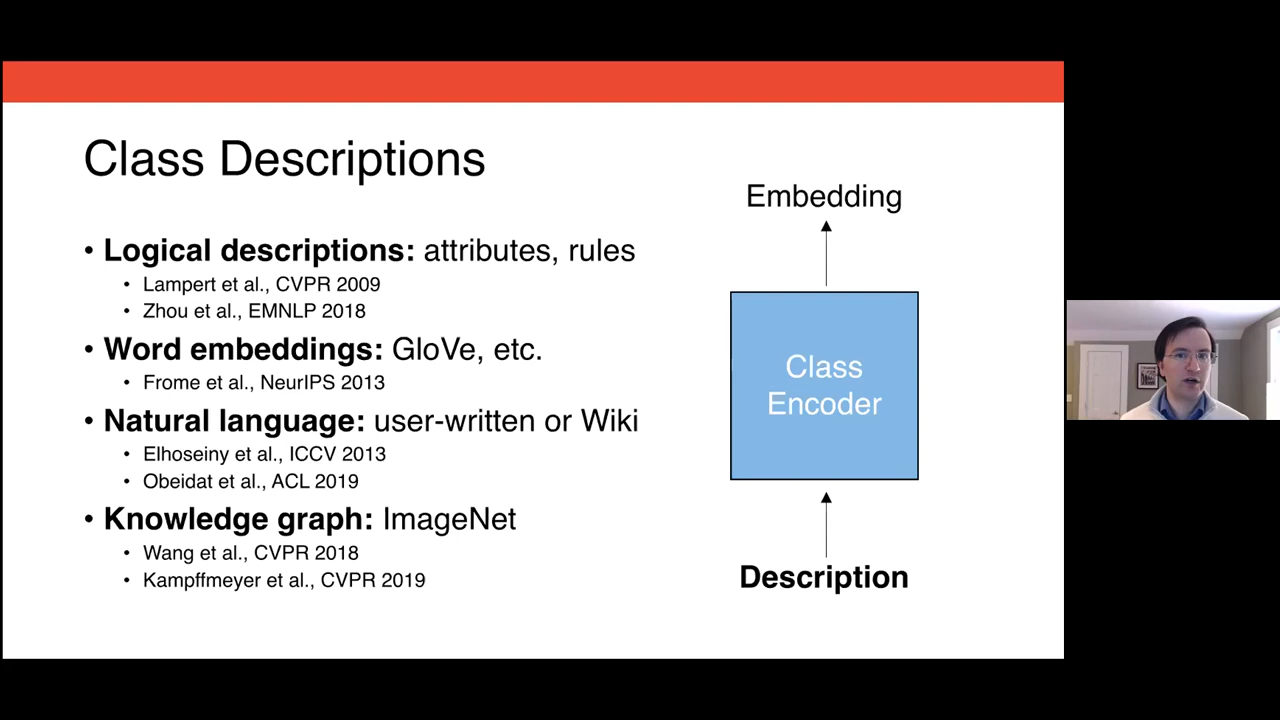 Class Descriptions
• Logical descriptions: attributes, rules
• Lampert et al., CVPR 2009
• Zhou et al., EMNLP 2018
• Word embeddings: GloVe, etc.
• Frome et al., NeurIPS 2013
• Natural language: user-written or Wiki
• Elhoseiny et al., ICCV 2013
• Obeidat et al., ACL 2019
• Knowledge graph: ImageNet
• Wang et al., CVPR 2018
• Kampffmeyer et al., CVPR 2019
Embedding
Class
Encoder
Description